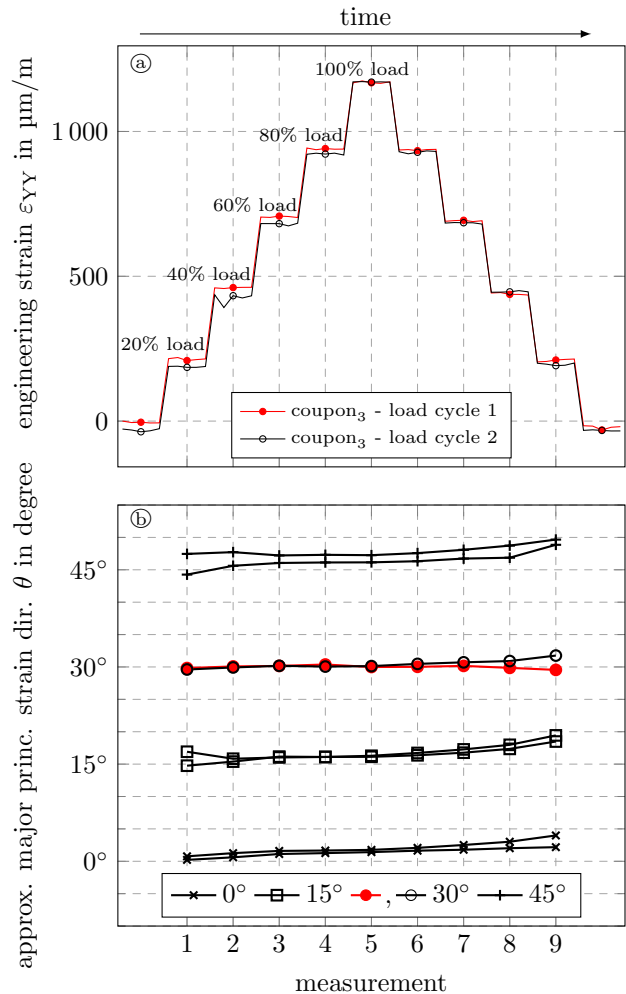 time
ⓐ
100% load
80% load
60% load
40% load
20% load
1 000
500
0
engineering strain εYY in µm/m
coupon3 - load cycle 1
coupon3 - load cycle 2
ⓑ
45°
30°
15°
0°
approx. major princ. strain dir. θ in degree
0° 15° , 30° 45°
1 2 3 4 5 6 7 8 9
measurement